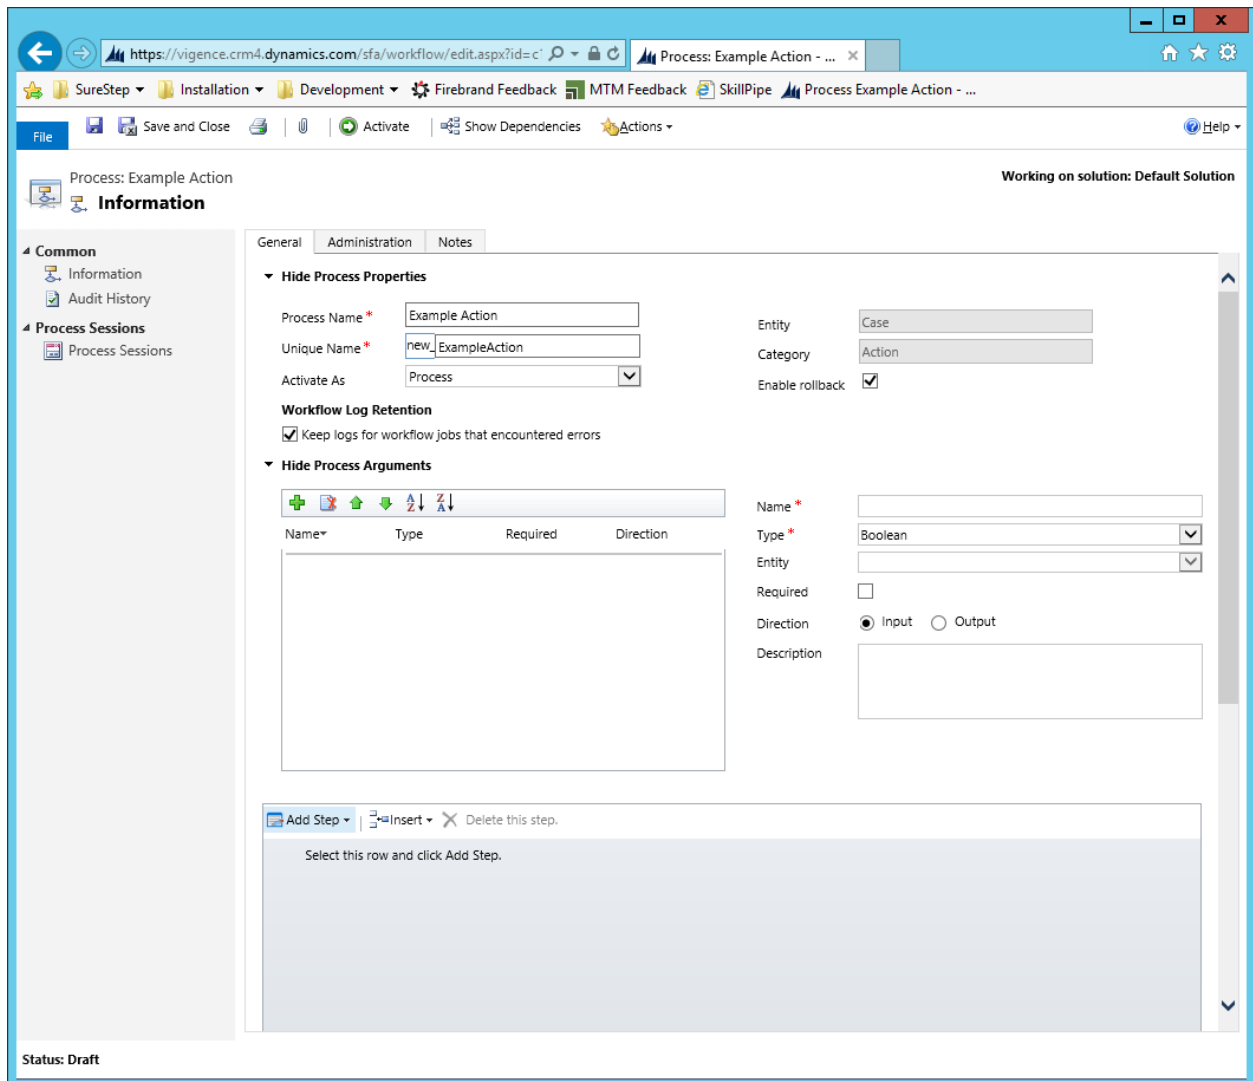 https://vigence.crm4.dynamics.com/sfa/workflow/edit.aspx?id=c Process: Example Action - ...
SureStep Installation Development Firebrand Feedback MTM Feedback SkillPipe Process Example Action - ...
File Save and Close Activate Show Dependencies Actions Help
Process: Example Action
Information
Working on solution: Default Solution
Common
Information
Audit History
Process Sessions
Process Sessions
General Administration Notes
Hide Process Properties
Process Name * Example Action
Unique Name * new_ ExampleAction
Activate As Process
Entity Case
Category Action
Enable rollback
Workflow Log Retention
Keep logs for workflow jobs that encountered errors
Hide Process Arguments
Name Type Required Direction
Name *
Type * Boolean
Entity
Required
Direction Input Output
Description
Add Step Insert Delete this step.
Select this row and click Add Step.
Status: Draft